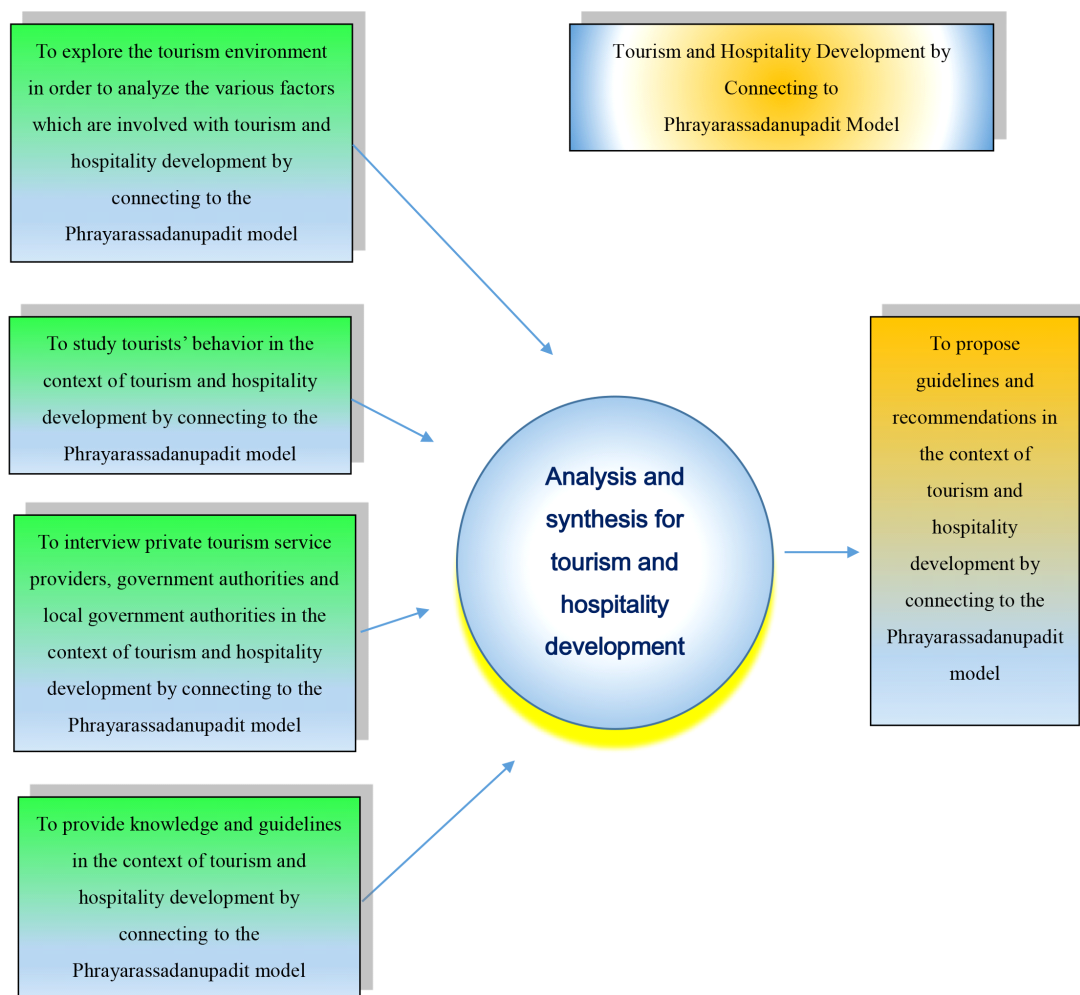 To explore the tourism environment
in order to analyze the various factors
which are involved with tourism and
hospitality development by
connecting to the
Phrayarassadanupadit model
Tourism and Hospitality Development by
Connecting to
Phrayarassadanupadit Model
To study tourists’ behavior in the
context of tourism and hospitality
development by connecting to the
Phrayarassadanupadit model
To interview private tourism service
providers, government authorities and
local government authorities in the
context of tourism and hospitality
development by connecting to the
Phrayarassadanupadit model
To provide knowledge and guidelines
in the context of tourism and
hospitality development by
connecting to the
Phrayarassadanupadit model
Analysis and
synthesis for
tourism and
hospitality
development
To propose
guidelines and
recommendations in
the context of
tourism and
hospitality
development by
connecting to the
Phrayarassadanupadit
model